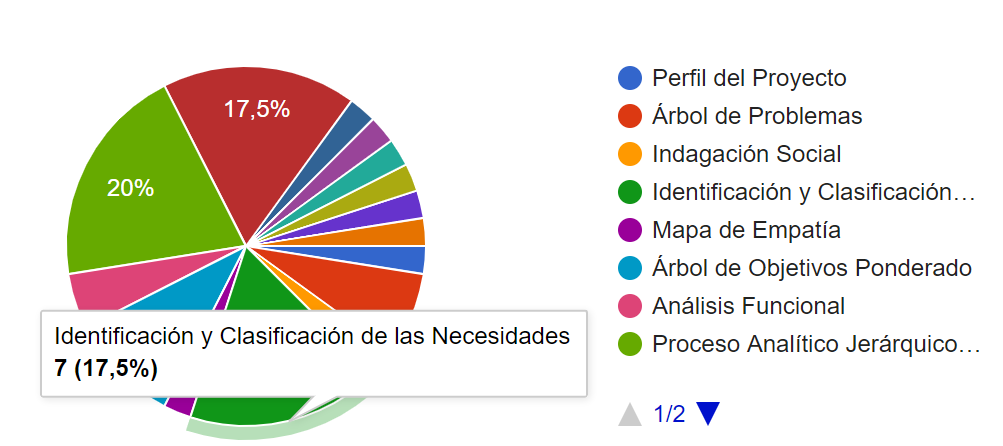 17,5%
20%
Identificación y Clasificación de las Necesidades
7 (17,5%)
Perfil del Proyecto
Árbol de Problemas
Indagación Social
Identificación y Clasificación…
Mapa de Empatía
Árbol de Objetivos Ponderado
Análisis Funcional
Proceso Analítico Jerárquico…
1/2